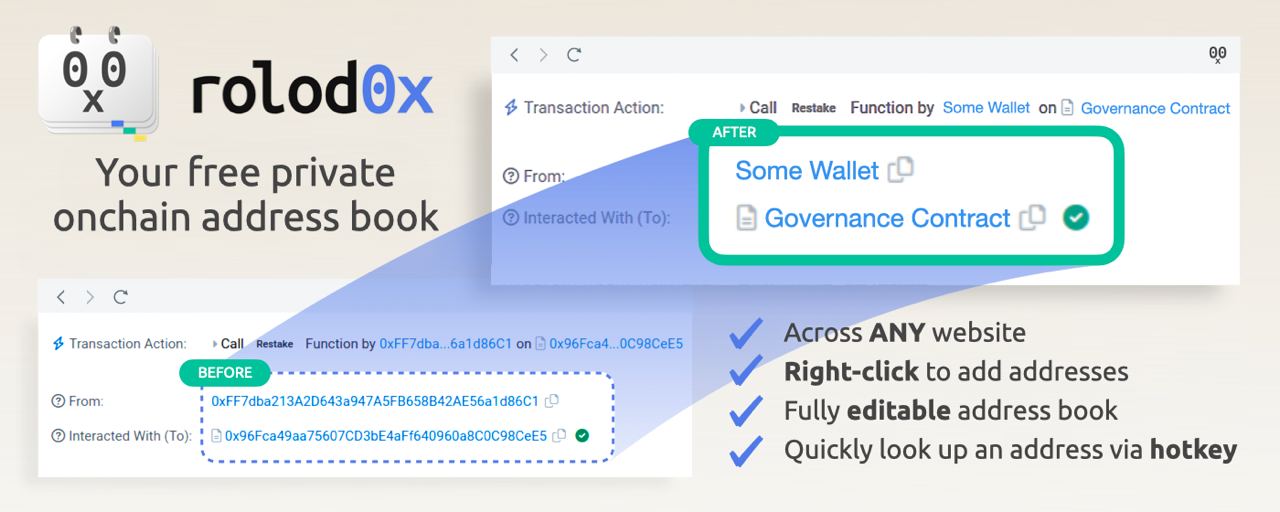 00
x
rolod0x
Your free private
onchain address book
00
x
Transaction Action:
Call Restake Function by Some Wallet on Governance Contract
AFTER
From:
Some Wallet
Interacted With (To):
Governance Contract
Transaction Action:
Call Restake Function by 0xFF7dba...6a1d86C1 on 0x96Fca4...0C98CeE5
BEFORE
From:
0xFF7dba213A2D643a947A5FB658B42AE56a1d86C1
Interacted With (To):
0x96Fca49aa75607CD3bE4aFf640960a8C0C98CeE5
Across ANY website
Right-click to add addresses
Fully editable address book
Quickly look up an address via hotkey